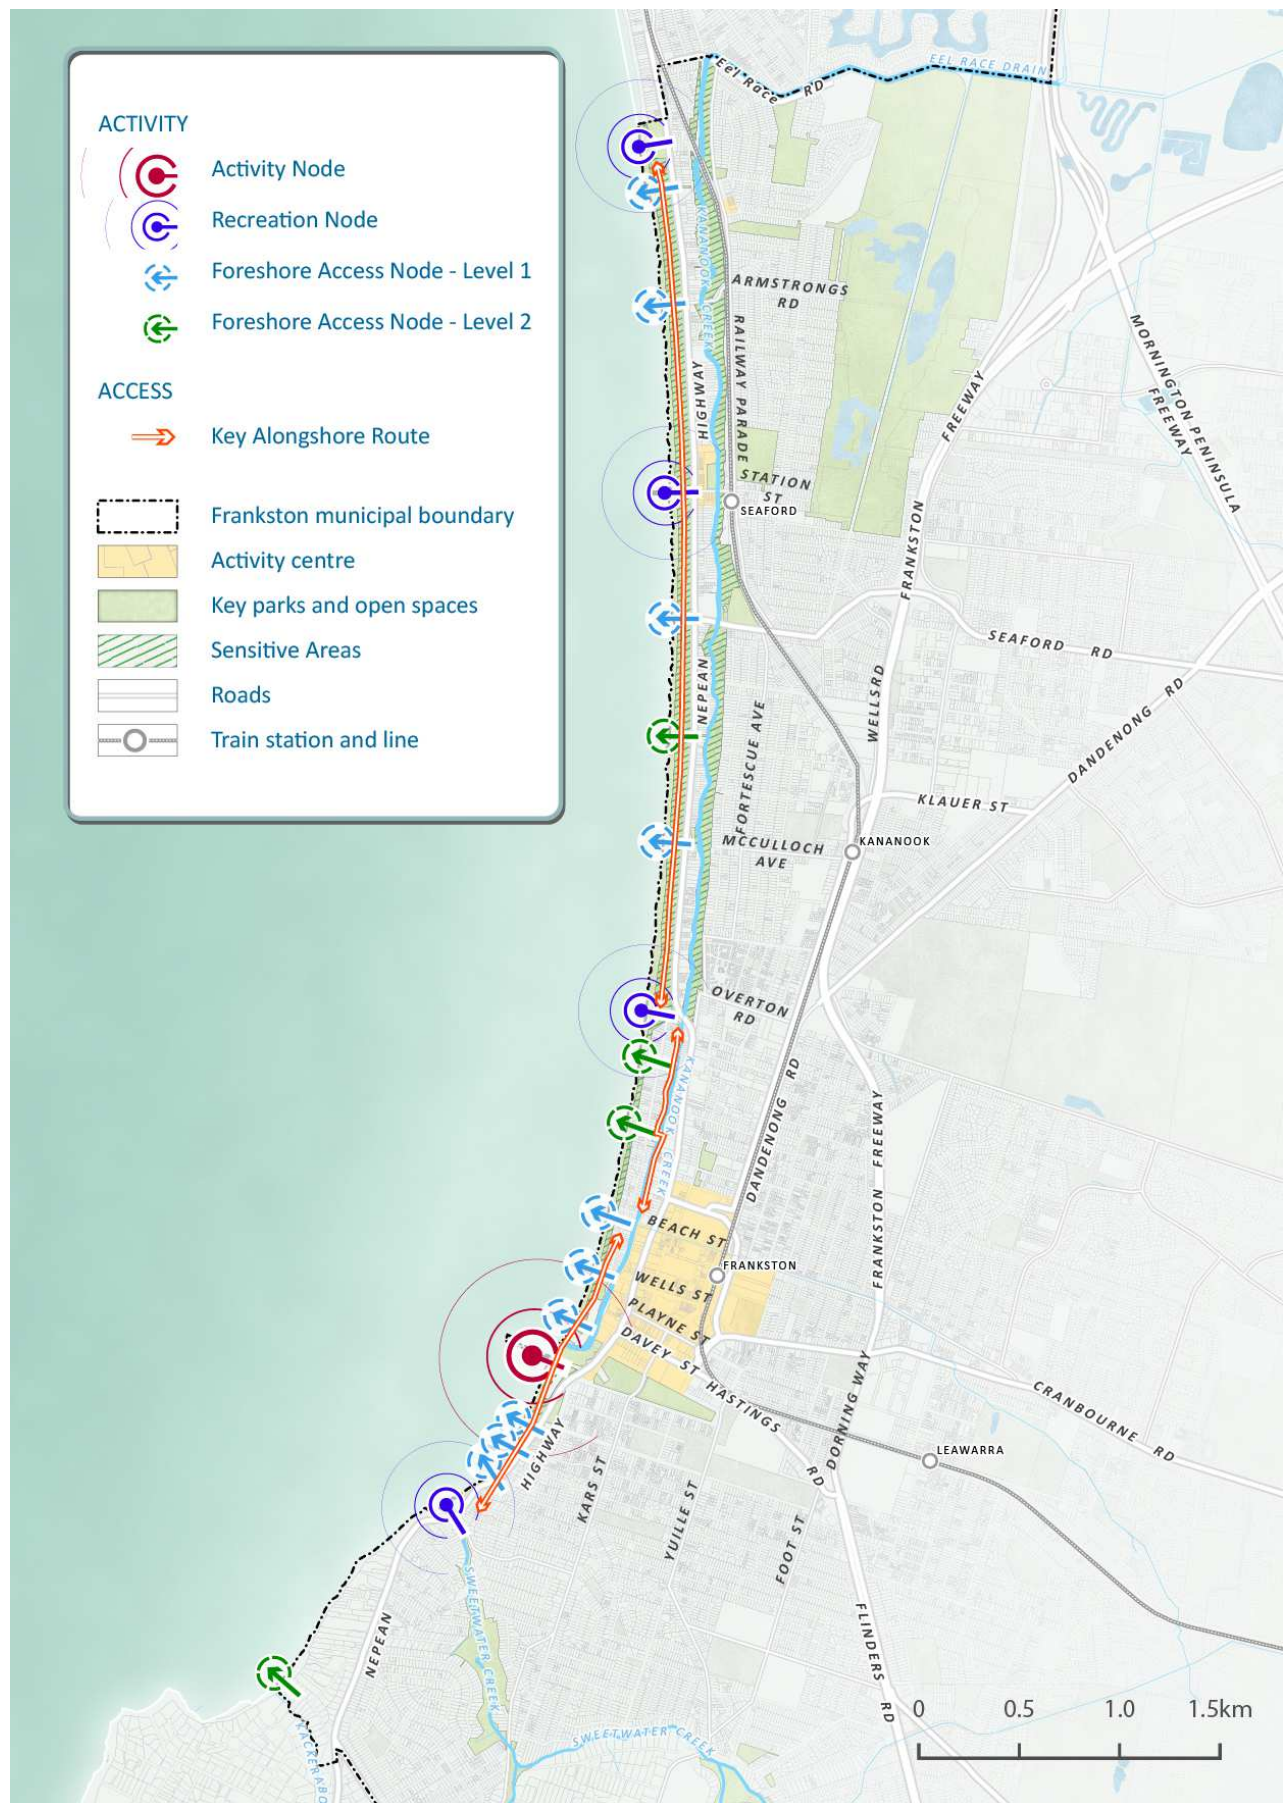 ACTIVITY
Activity Node
Recreation Node
Foreshore Access Node - Level 1
Foreshore Access Node - Level 2
ACCESS
Key Alongshore Route
Frankston municipal boundary
Activity centre
Key parks and open spaces
Sensitive Areas
Roads
Train station and line
Eel Race RD
EEL RACE DRAIN
KANANOOK CREEK
ARMSTRONGS
RD
RAILWAY PARADE
HIGHWAY
MORNINGTON PENINSULA
FREEWAY
FREEWAY
STATION
ST
SEAFORD
FRANKSTON
SEAFORD RD
NEPEAN
WELLS RD
DANDENONG RD
FORTESCUE AVE
KLAUER ST
MCCULLOCH
AVE
KANANOOK
OVERTON
RD
KANANOOK CREEK
DANDENONG RD
FRANKSTON FREEWAY
BEACH ST
FRANKSTON
WELLS ST
PLAYNE ST
DAVEY ST
HASTINGS RD
DORNING WAY
CRANBOURNE RD
HIGHWAY
KARS ST
LEAWARRA
YUILLE ST
FOOT ST
SWEETWATER CREEK
NEPEAN
FLINDERS RD
SWEETWATER CREEK
0 0.5 1.0 1.5km